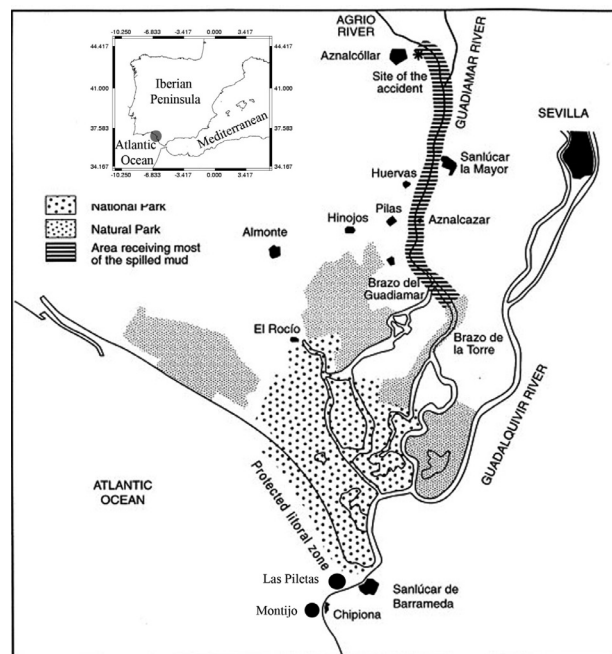 -10.250 -6.833 -3.417 0.000 3.417
44.417 44.417
41.000 41.000
37.583 37.583
34.167 34.167
-10.250 -6.833 -3.417 0.000 3.417
Iberian
Peninsula
Mediterranean
Atlantic
Ocean
AGRIO
RIVER
Aznalcóllar
Site of the
accident
GUADIAMAR RIVER
SEVILLA
Sanlúcar
la Mayor
Huervas
National Park
Natural Park
Area receiving most
of the spilled mud
Pilas
Aznalcazar
Hinojos
Almonte
Brazo del
Guadiamar
El Rocío
Brazo de
la Torre
GUADALQUIVIR RIVER
ATLANTIC
OCEAN
Protected litoral zone
Las Piletas
Sanlúcar de
Barrameda
Montijo
Chipiona